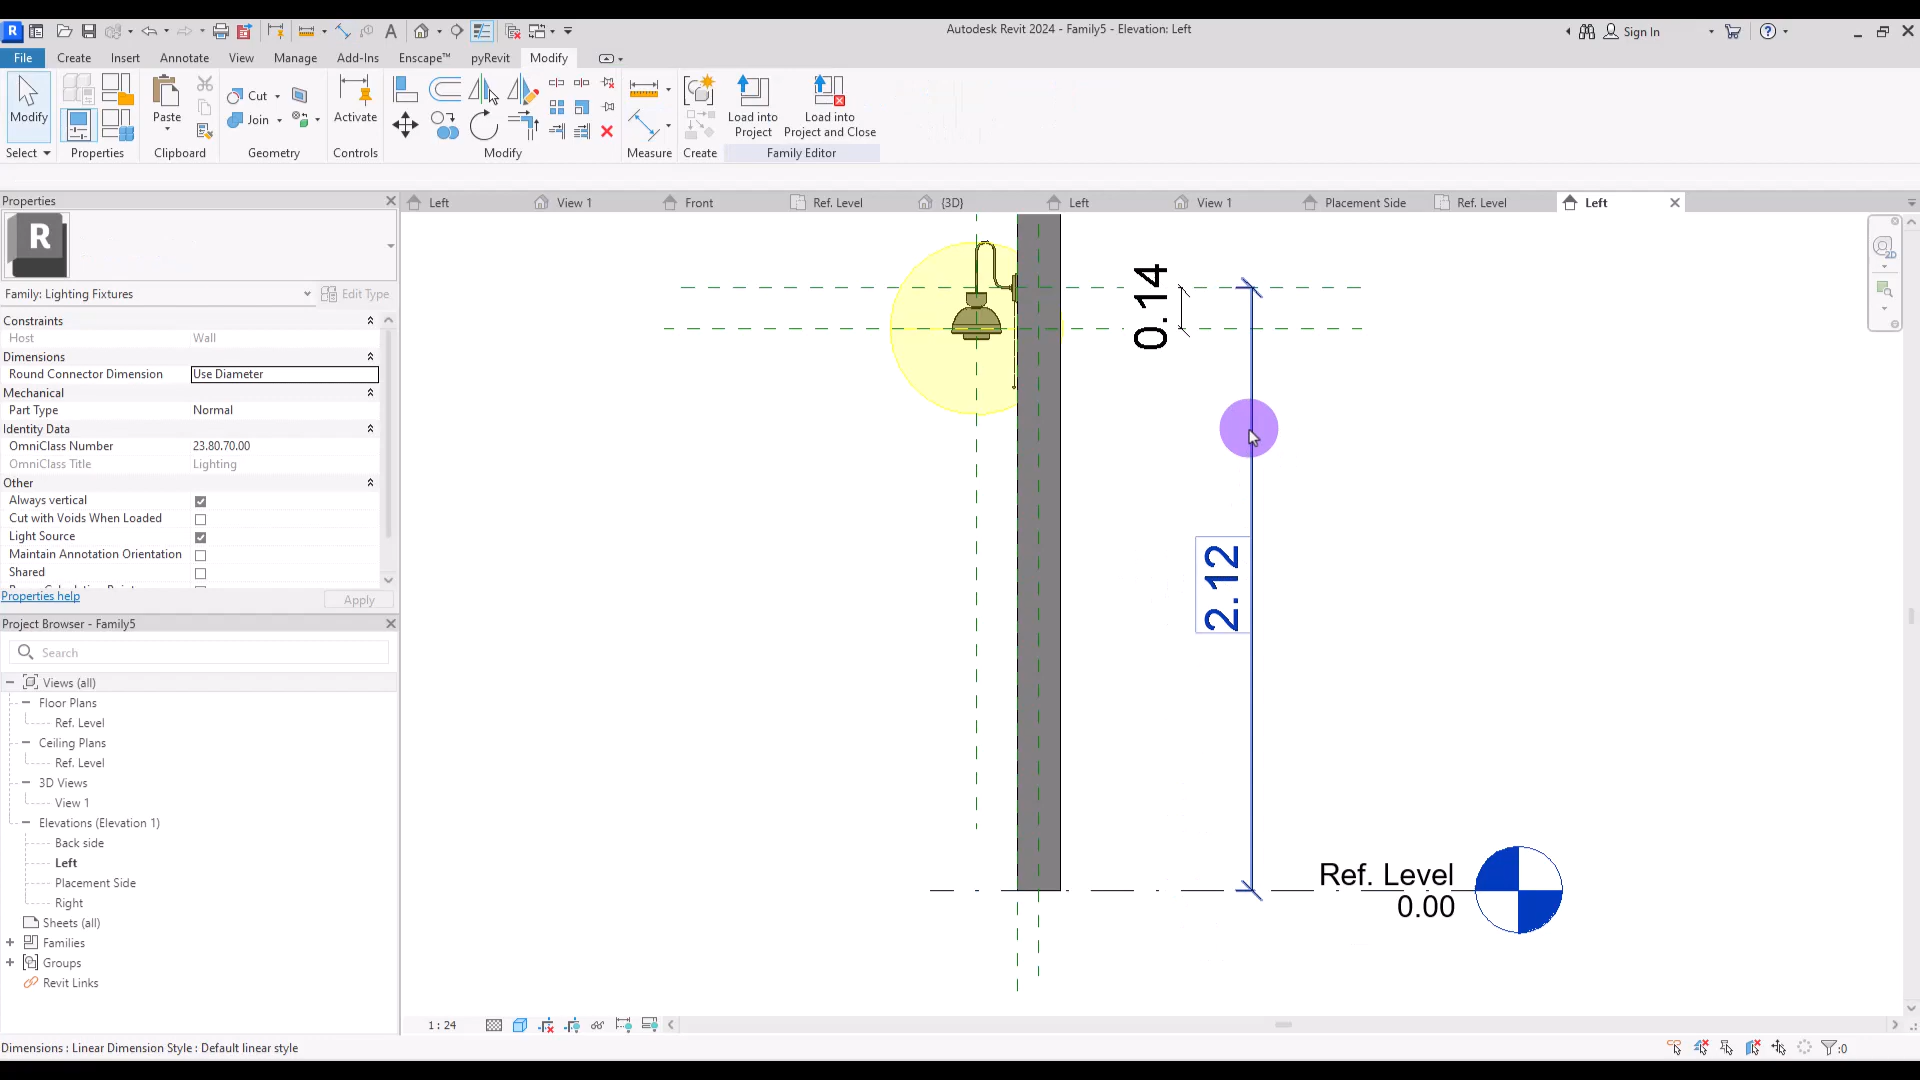 Autodesk Revit 2024 - Family5 - Elevation: Left
Sign In
File Create Insert Annotate View Manage Add-Ins Enscape™ pyRevit Modify
Modify
Paste
Cut
Join
Activate
Load into
Project
Load into
Project and Close
Select Properties Clipboard Geometry Controls Modify Measure Create Family Editor
Properties
Left View 1 Front Ref. Level {3D} Left View 1 Placement Side Ref. Level Left
R
Family: Lighting Fixtures Edit Type
Constraints
Host Wall
Dimensions
Round Connector Dimension Use Diameter
Mechanical
Part Type Normal
Identity Data
OmniClass Number 23.80.70.00
OmniClass Title Lighting
Other
Always vertical
Cut with Voids When Loaded
Light Source
Maintain Annotation Orientation
Shared
Properties help Apply
Project Browser - Family5
Search
Views (all)
Floor Plans
Ref. Level
Ceiling Plans
Ref. Level
3D Views
View 1
Elevations (Elevation 1)
Back side
Left
Placement Side
Right
Sheets (all)
Families
Groups
Revit Links
0.14
2.12
Ref. Level
0.00
1 : 24
Dimensions : Linear Dimension Style : Default linear style
:0
2D